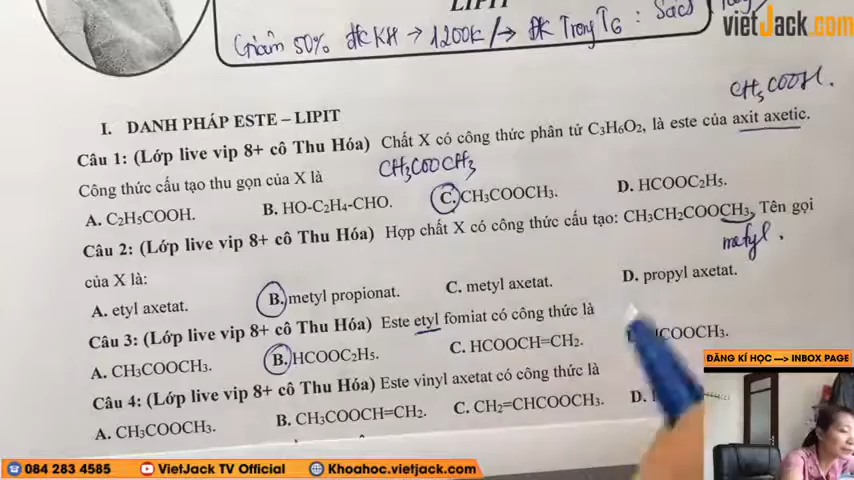 LIPIT
Giảm 50% ĐKKH → 1200k / → ĐK Trong T6 : Sách
vietJack.com
CH₃COOH.
I. DANH PHÁP ESTE – LIPIT
Câu 1: (Lớp live vip 8+ cô Thu Hóa) Chất X có công thức phân tử C₃H₆O₂, là este của axit axetic.
CH₃COOCH₃
Công thức cấu tạo thu gọn của X là
A. C₂H₅COOH. B. HO-C₂H₄-CHO. C. CH₃COOCH₃. D. HCOOC₂H₅.
Câu 2: (Lớp live vip 8+ cô Thu Hóa) Hợp chất X có công thức cấu tạo: CH₃CH₂COOCH₃. Tên gọi
metyl.
của X là:
A. etyl axetat. B. metyl propionat. C. metyl axetat. D. propyl axetat.
Câu 3: (Lớp live vip 8+ cô Thu Hóa) Este etyl fomiat có công thức là
A. CH₃COOCH₃. B. HCOOC₂H₅. C. HCOOCH=CH₂. HCOOCH₃.
Câu 4: (Lớp live vip 8+ cô Thu Hóa) Este vinyl axetat có công thức là
A. CH₃COOCH₃. B. CH₃COOCH=CH₂. C. CH₂=CHCOOCH₃. D.
ĐĂNG KÍ HỌC —> INBOX PAGE
084 283 4585 VietJack TV Official Khoahoc.vietjack.com